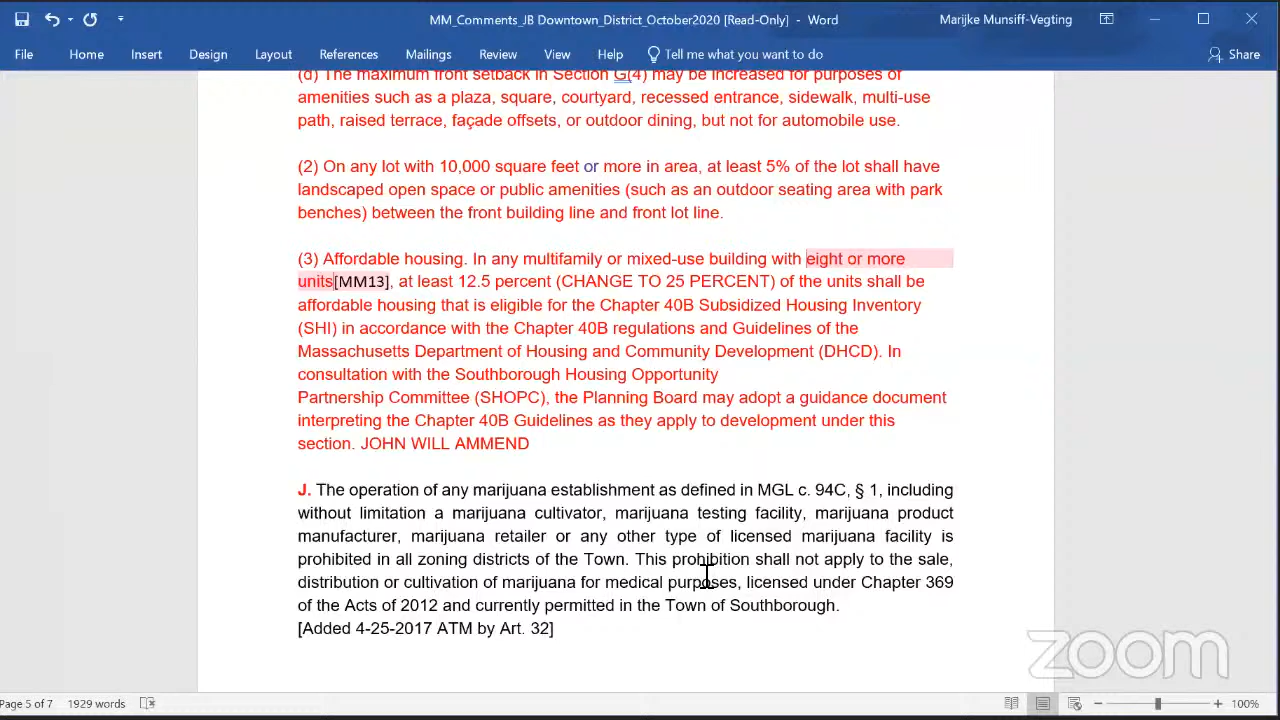 MM_Comments_JB Downtown_District_October2020 [Read-Only] - Word
Marijke Munsiff-Vegting
File Home Insert Design Layout References Mailings Review View Help Tell me what you want to do Share
(d) The maximum front setback in Section G(4) may be increased for purposes of
amenities such as a plaza, square, courtyard, recessed entrance, sidewalk, multi-use
path, raised terrace, façade offsets, or outdoor dining, but not for automobile use.
(2) On any lot with 10,000 square feet or more in area, at least 5% of the lot shall have
landscaped open space or public amenities (such as an outdoor seating area with park
benches) between the front building line and front lot line.
(3) Affordable housing. In any multifamily or mixed-use building with eight or more
units[MM13], at least 12.5 percent (CHANGE TO 25 PERCENT) of the units shall be
affordable housing that is eligible for the Chapter 40B Subsidized Housing Inventory
(SHI) in accordance with the Chapter 40B regulations and Guidelines of the
Massachusetts Department of Housing and Community Development (DHCD). In
consultation with the Southborough Housing Opportunity
Partnership Committee (SHOPC), the Planning Board may adopt a guidance document
interpreting the Chapter 40B Guidelines as they apply to development under this
section. JOHN WILL AMMEND
J. The operation of any marijuana establishment as defined in MGL c. 94C, § 1, including
without limitation a marijuana cultivator, marijuana testing facility, marijuana product
manufacturer, marijuana retailer or any other type of licensed marijuana facility is
prohibited in all zoning districts of the Town. This prohibition shall not apply to the sale,
distribution or cultivation of marijuana for medical purposes, licensed under Chapter 369
of the Acts of 2012 and currently permitted in the Town of Southborough.
[Added 4-25-2017 ATM by Art. 32]
zoom
Page 5 of 7 1929 words 100%